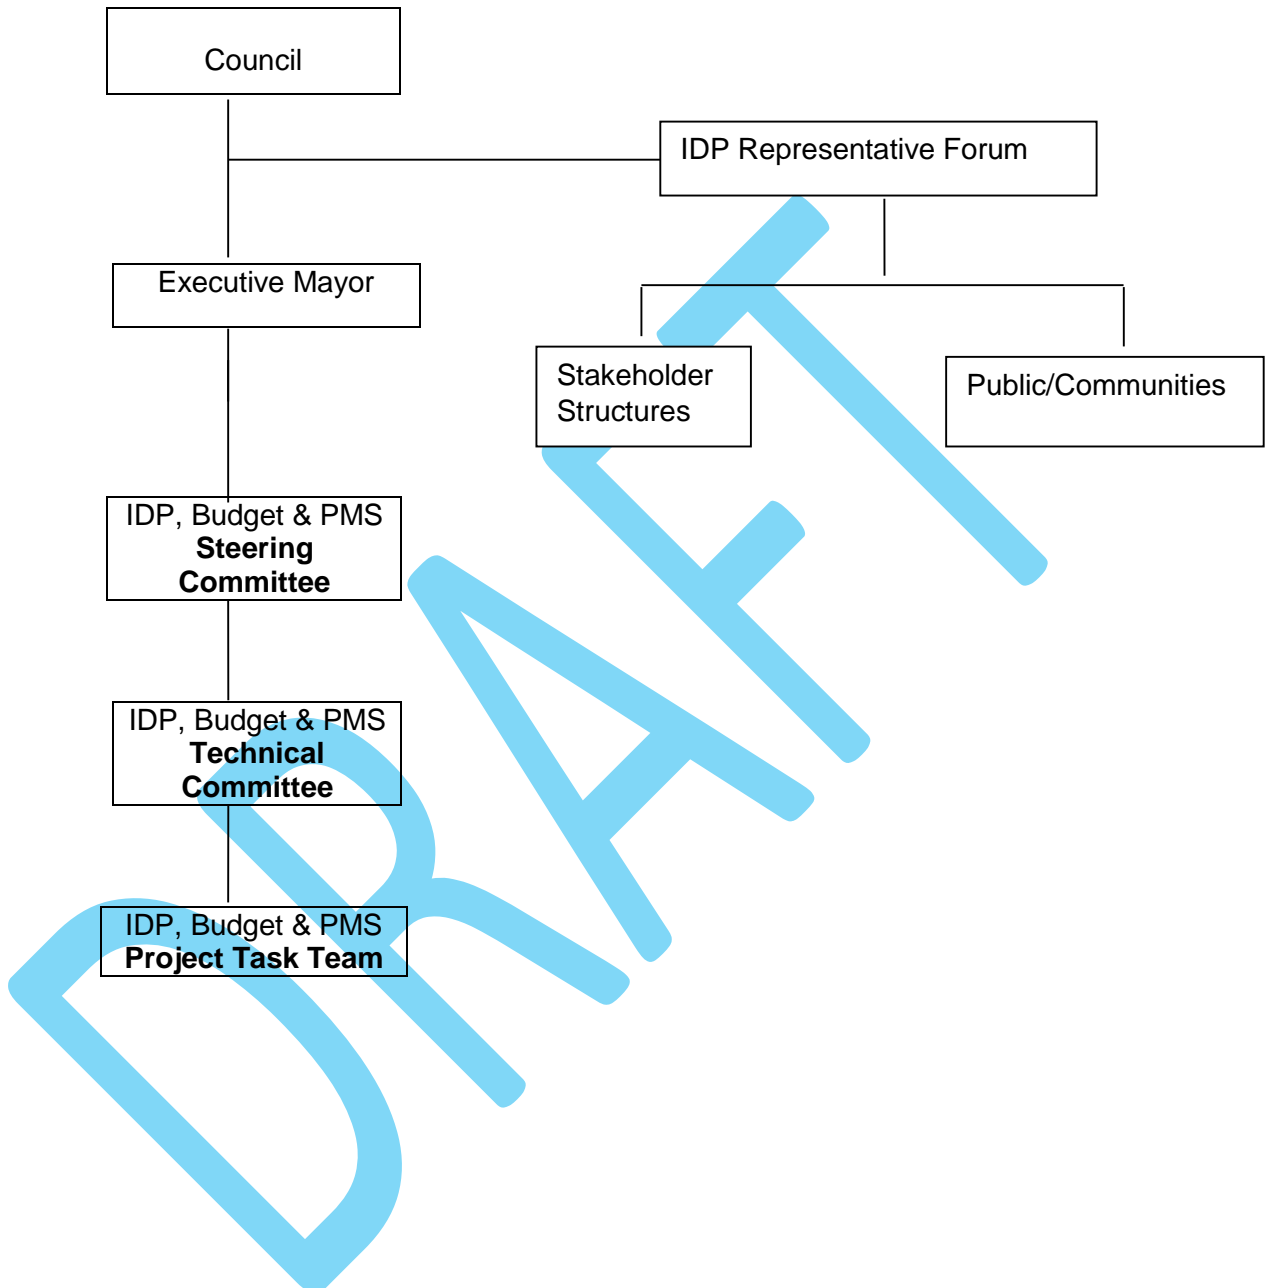 Council
IDP Representative Forum
Executive Mayor
Stakeholder
Structures
Public/Communities
IDP, Budget & PMS
Steering
Committee
IDP, Budget & PMS
Technical
Committee
IDP, Budget & PMS
Project Task Team
DRAFT